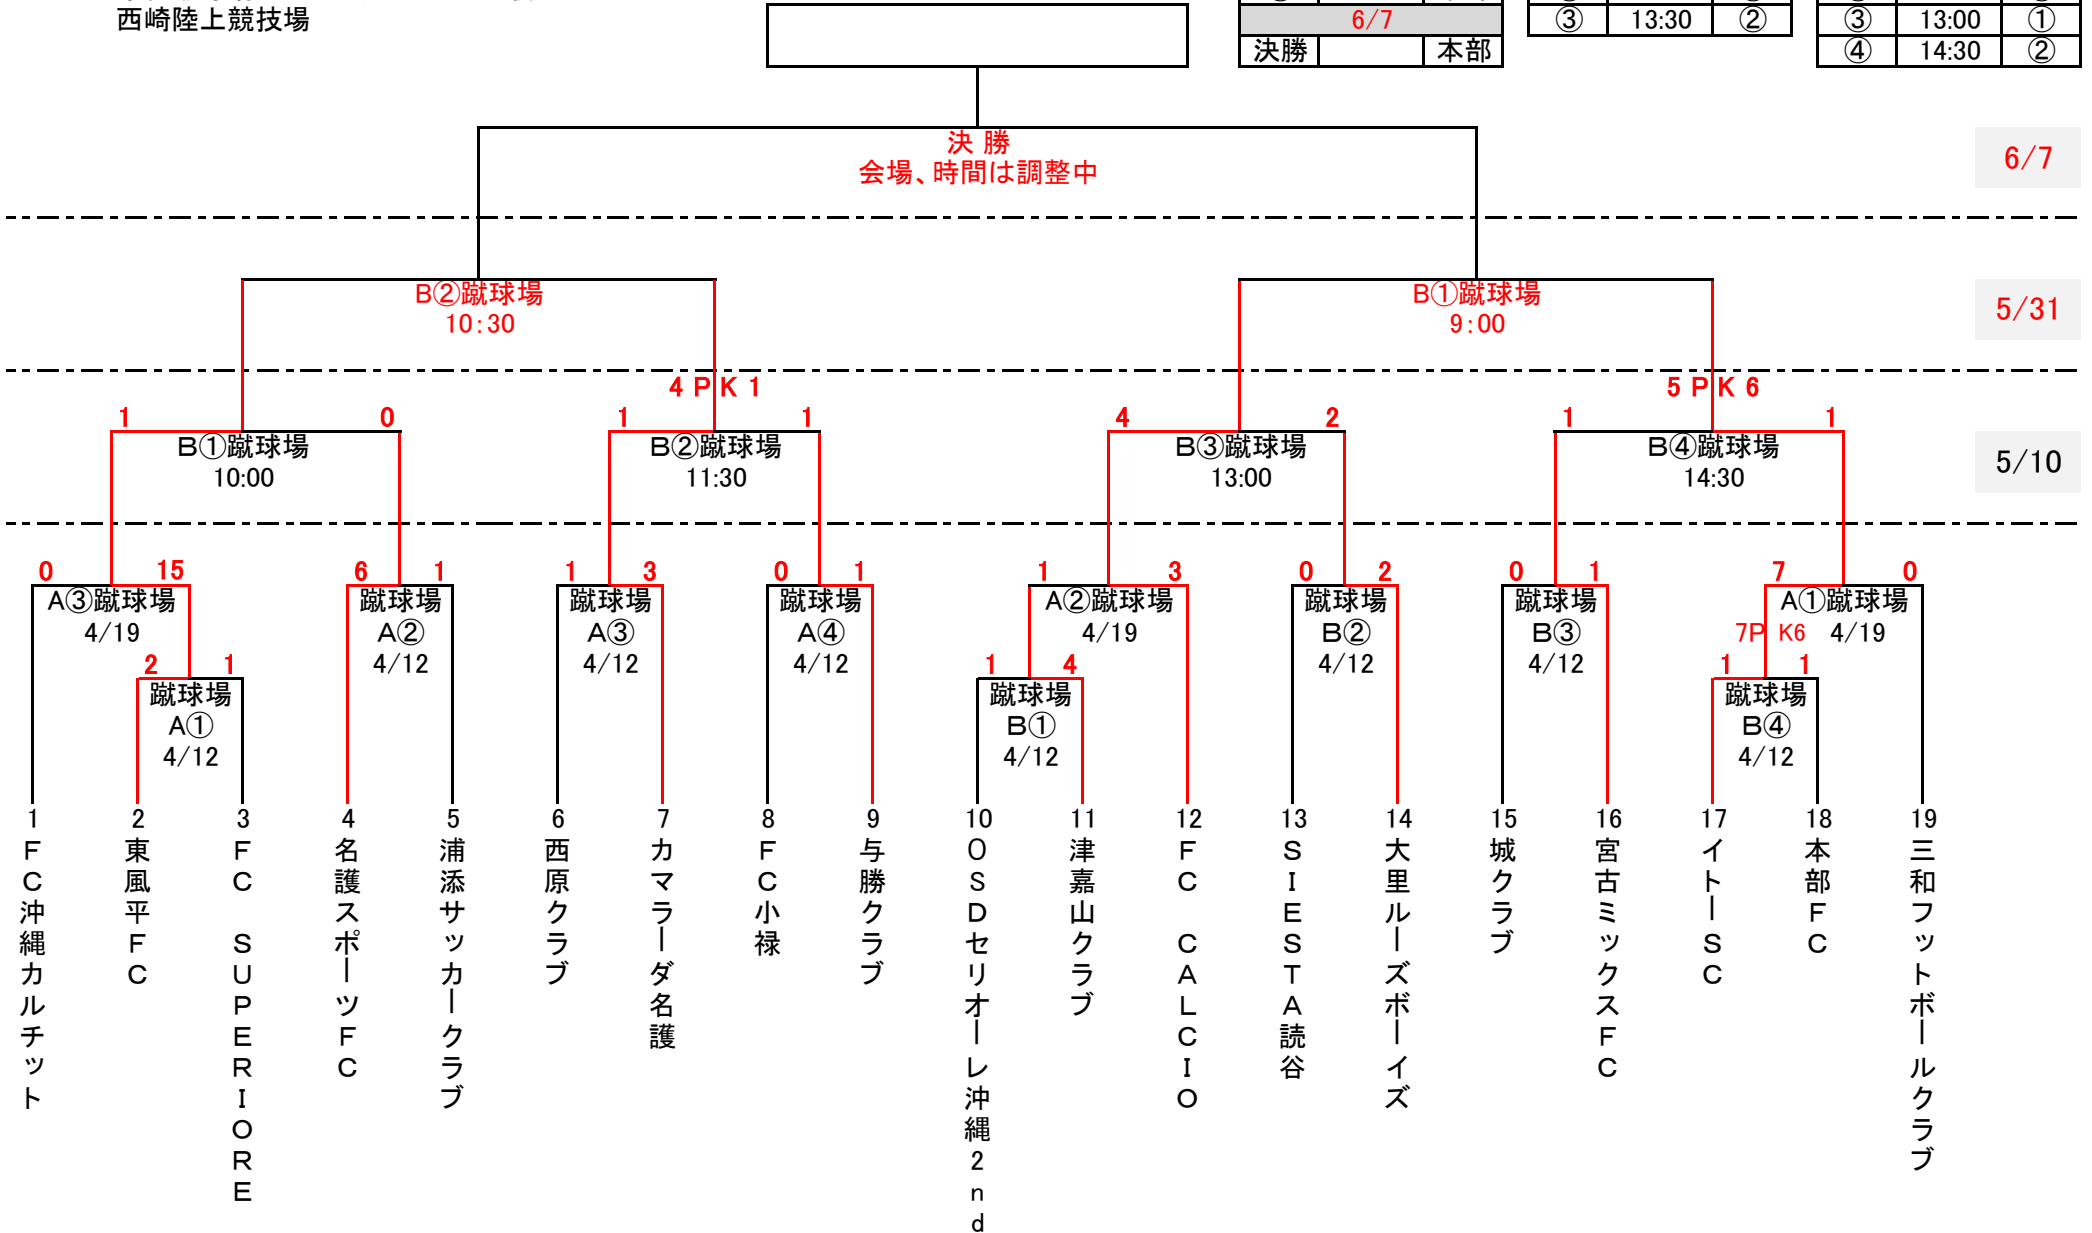 西崎陸上競技場
6/7
決勝 本部
③ 13:30 ②
③ 13:00 ①
④ 14:30 ②
決 勝
会場、時間は調整中
6/7
B②蹴球場
10:30
B①蹴球場
9:00
5/31
4 P K 1
5 P K 6
1 0 1 1 4 2 1 1
B①蹴球場
10:00
B②蹴球場
11:30
B③蹴球場
13:00
B④蹴球場
14:30
5/10
0 15 6 1 1 3 0 1 1 3 0 2 0 1 7 0
A③蹴球場
4/19
蹴球場
A②
4/12
蹴球場
A③
4/12
蹴球場
A④
4/12
A②蹴球場
4/19
蹴球場
B②
4/12
蹴球場
B③
4/12
A①蹴球場
4/19
7P K6
2 1
蹴球場
A①
4/12
1 4
蹴球場
B①
4/12
1 1
蹴球場
B④
4/12
1 FC沖縄カルチット
2 東風平FC
3 FC SUPERIORE
4 名護スポーツFC
5 浦添サッカークラブ
6 西原クラブ
7 カマラーダ名護
8 FC小禄
9 与勝クラブ
10 OSDセリオーレ沖縄2nd
11 津嘉山クラブ
12 FC CALCIO
13 SIESTA読谷
14 大里ルーズボーイズ
15 城クラブ
16 宮古ミックスFC
17 イトーSC
18 本部FC
19 三和フットボールクラブ